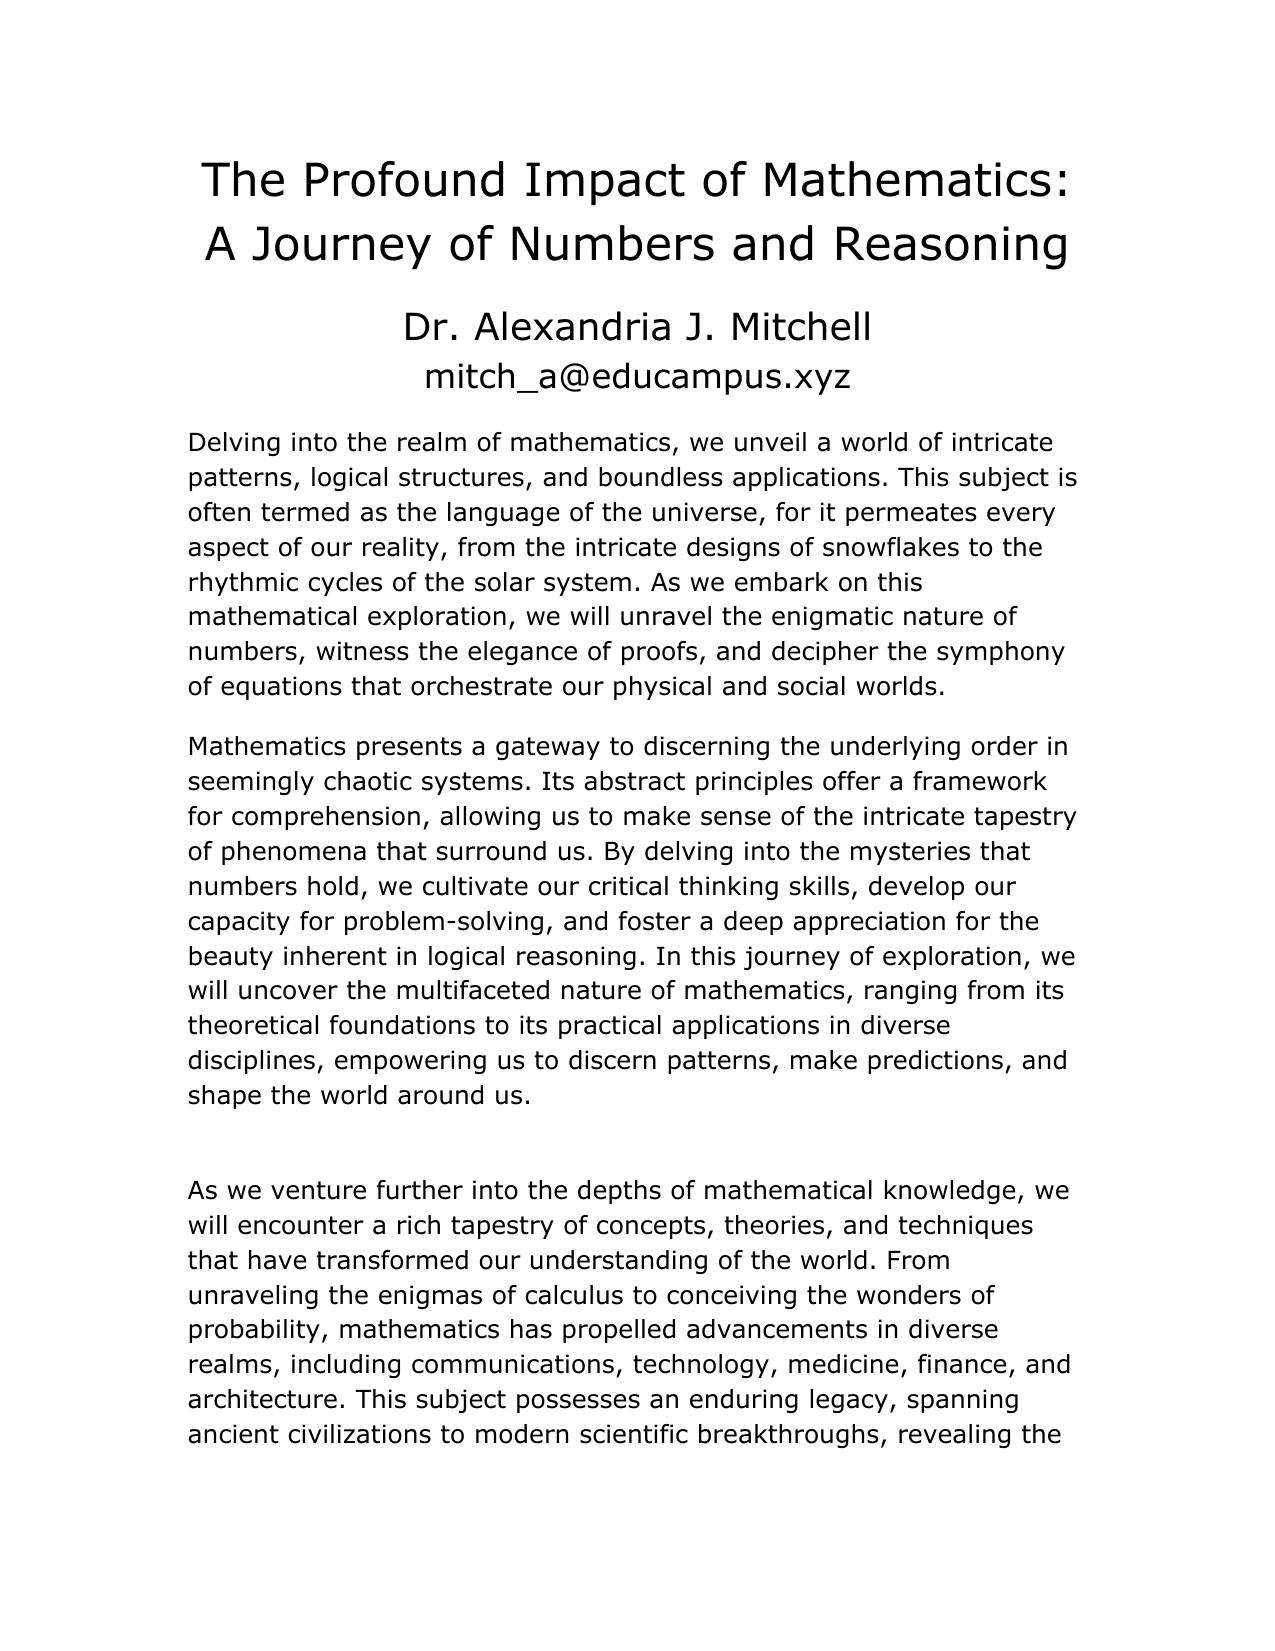 The Profound Impact of Mathematics:
A Journey of Numbers and Reasoning
Dr. Alexandria J. Mitchell
mitch_a@educampus.xyz
Delving into the realm of mathematics, we unveil a world of intricate
patterns, logical structures, and boundless applications. This subject is
often termed as the language of the universe, for it permeates every
aspect of our reality, from the intricate designs of snowflakes to the
rhythmic cycles of the solar system. As we embark on this
mathematical exploration, we will unravel the enigmatic nature of
numbers, witness the elegance of proofs, and decipher the symphony
of equations that orchestrate our physical and social worlds.
Mathematics presents a gateway to discerning the underlying order in
seemingly chaotic systems. Its abstract principles offer a framework
for comprehension, allowing us to make sense of the intricate tapestry
of phenomena that surround us. By delving into the mysteries that
numbers hold, we cultivate our critical thinking skills, develop our
capacity for problem-solving, and foster a deep appreciation for the
beauty inherent in logical reasoning. In this journey of exploration, we
will uncover the multifaceted nature of mathematics, ranging from its
theoretical foundations to its practical applications in diverse
disciplines, empowering us to discern patterns, make predictions, and
shape the world around us.
As we venture further into the depths of mathematical knowledge, we
will encounter a rich tapestry of concepts, theories, and techniques
that have transformed our understanding of the world. From
unraveling the enigmas of calculus to conceiving the wonders of
probability, mathematics has propelled advancements in diverse
realms, including communications, technology, medicine, finance, and
architecture. This subject possesses an enduring legacy, spanning
ancient civilizations to modern scientific breakthroughs, revealing the